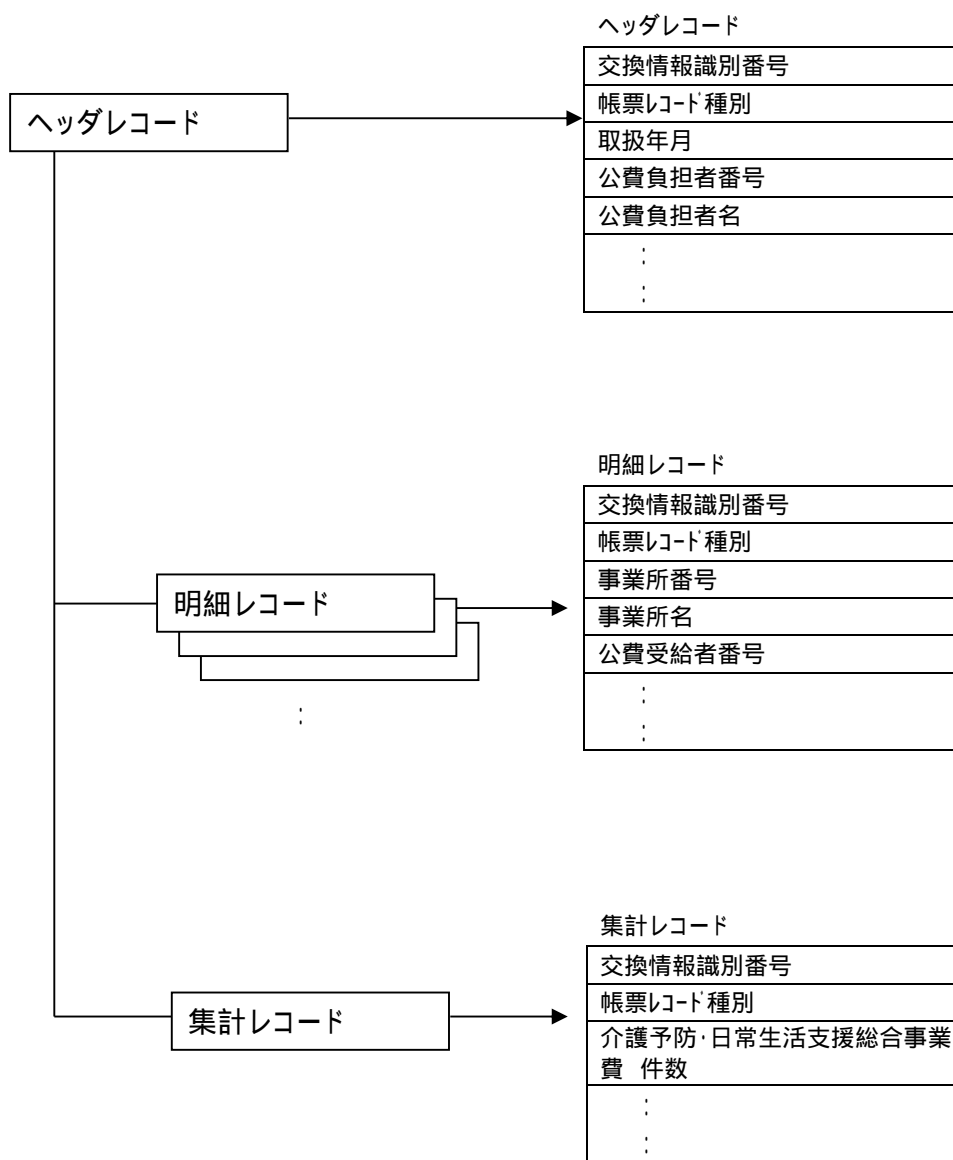 ヘッダレコード
交換情報識別番号
帳票ﾚｺｰﾄﾞ種別
取扱年月
公費負担者番号
公費負担者名
:
:
ヘッダレコード
明細レコード
交換情報識別番号
帳票ﾚｺｰﾄﾞ種別
事業所番号
事業所名
公費受給者番号
:
:
明細レコード
:
集計レコード
交換情報識別番号
帳票ﾚｺｰﾄﾞ種別
介護予防･日常生活支援総合事業
費 件数
:
:
集計レコード